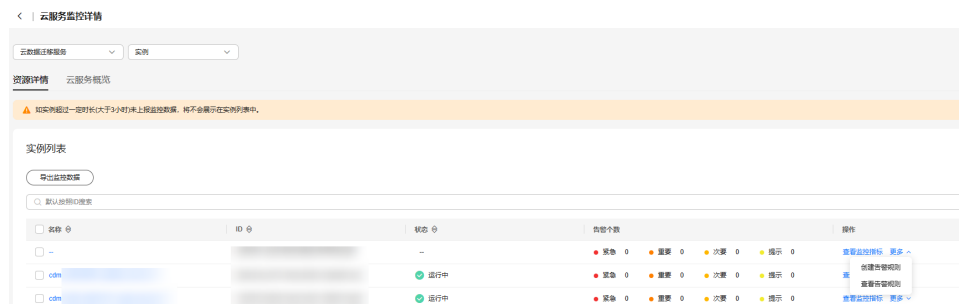 云服务监控详情
云数据迁移服务 实例
资源详情 云服务概览
如实例超过一定时长(大于3小时)未上报监控数据，将不会展示在实例列表中。
实例列表
导出监控数据
默认按照ID搜索
名称 ID 状态 告警个数 操作
-- -- 紧急 0 重要 0 次要 0 提示 0 查看监控指标 更多
创建告警规则
cdm 运行中 紧急 0 重要 0 次要 0 提示 0
查看告警规则
cdm 运行中 紧急 0 重要 0 次要 0 提示 0 查看监控指标 更多